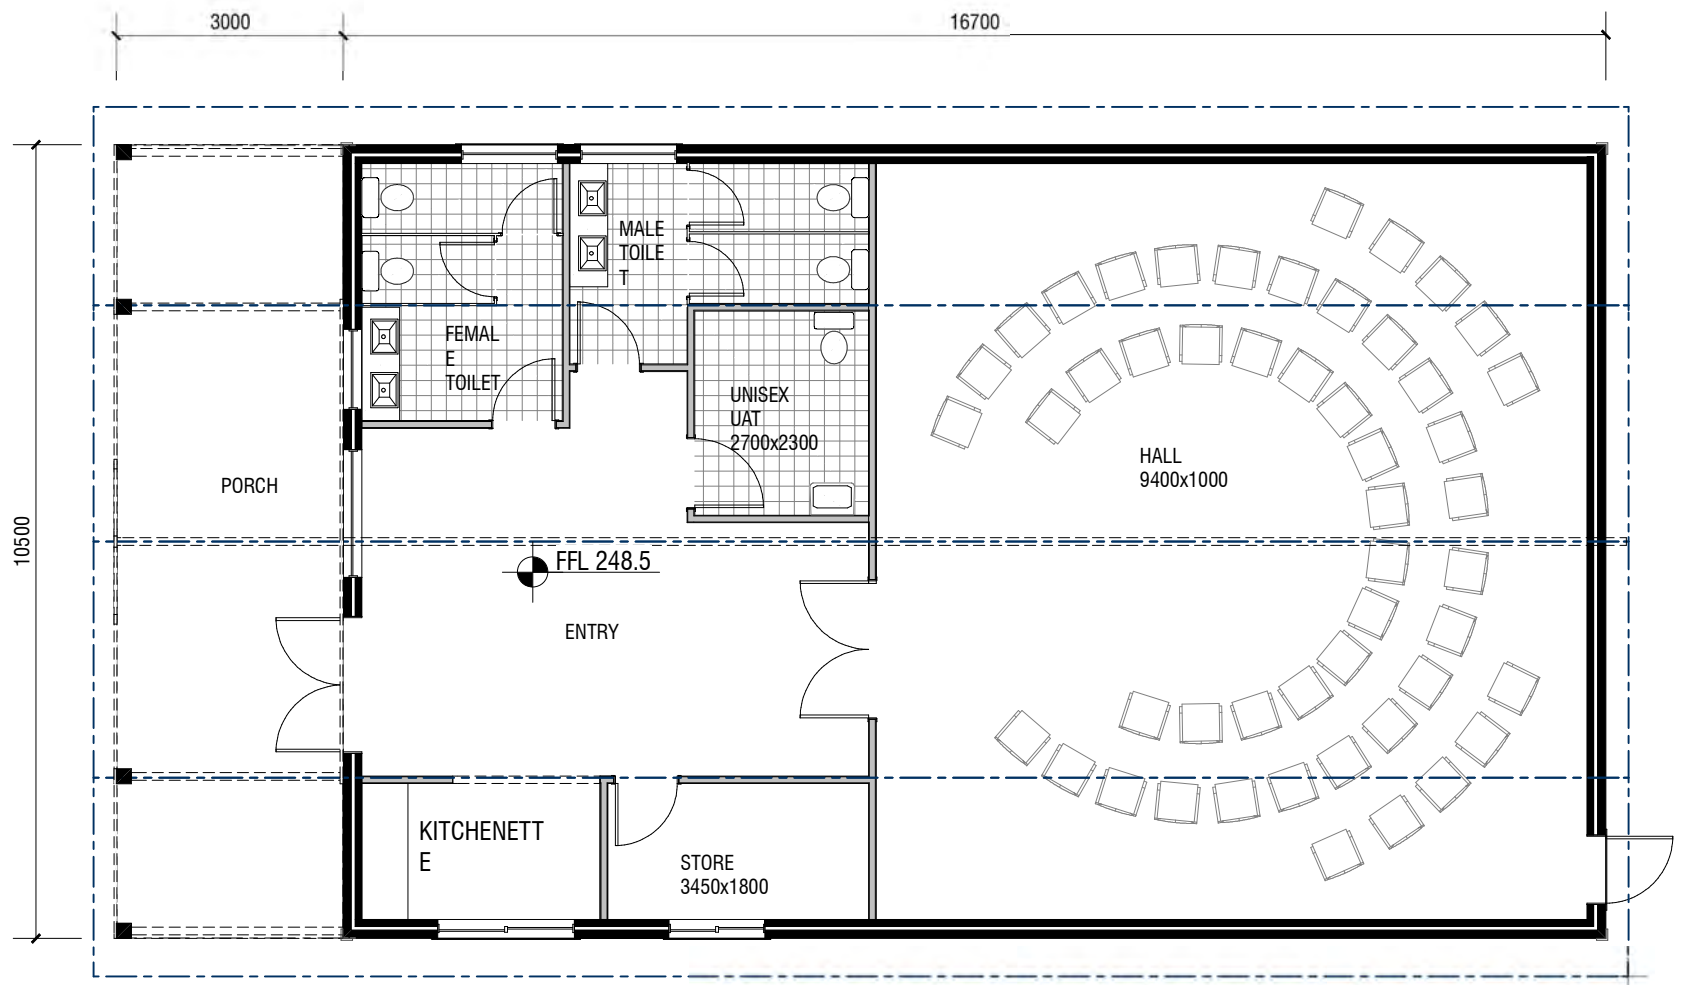 3000
16700
10500
MALE
TOILE
T
FEMAL
E
TOILET
UNISEX
UAT
2700x2300
HALL
9400x1000
PORCH
FFL 248.5
ENTRY
KITCHENETT
E
STORE
3450x1800